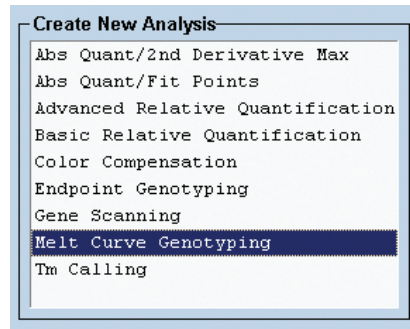 Create New Analysis
Abs Quant/2nd Derivative Max
Abs Quant/Fit Points
Advanced Relative Quantification
Basic Relative Quantification
Color Compensation
Endpoint Genotyping
Gene Scanning
Melt Curve Genotyping
Tm Calling